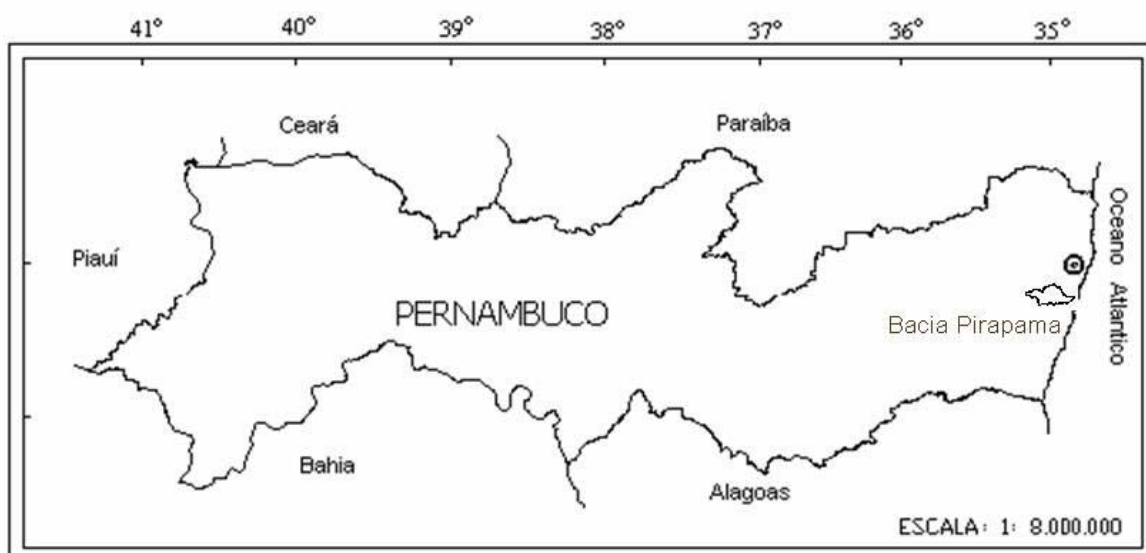 41° 40° 39° 38° 37° 36° 35°
Ceará
Paraíba
Piauí
Oceano Atlantico
PERNAMBUCO
Bacia Pirapama
Bahia
Alagoas
ESCALA: 1: 8.000.000